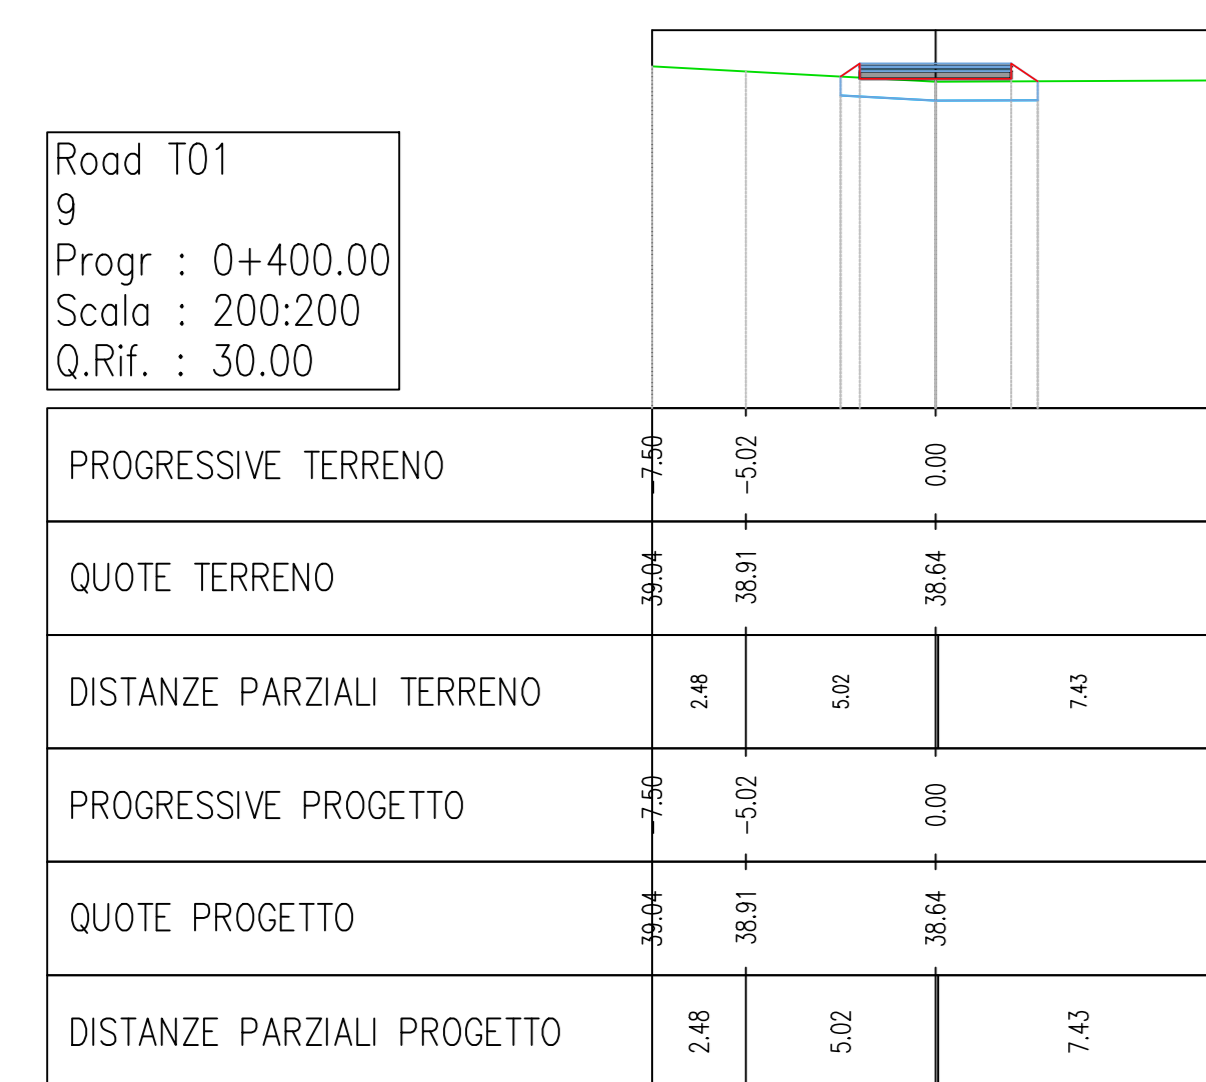 Road T01
9
Progr : 0+400.00
Scala : 200:200
Q.Rif. : 30.00
PROGRESSIVE TERRENO -7.50 -5.02 0.00
QUOTE TERRENO 39.04 38.91 38.64
DISTANZE PARZIALI TERRENO 2.48 5.02 7.43
PROGRESSIVE PROGETTO -7.50 -5.02 0.00
QUOTE PROGETTO 39.04 38.91 38.64
DISTANZE PARZIALI PROGETTO 2.48 5.02 7.43